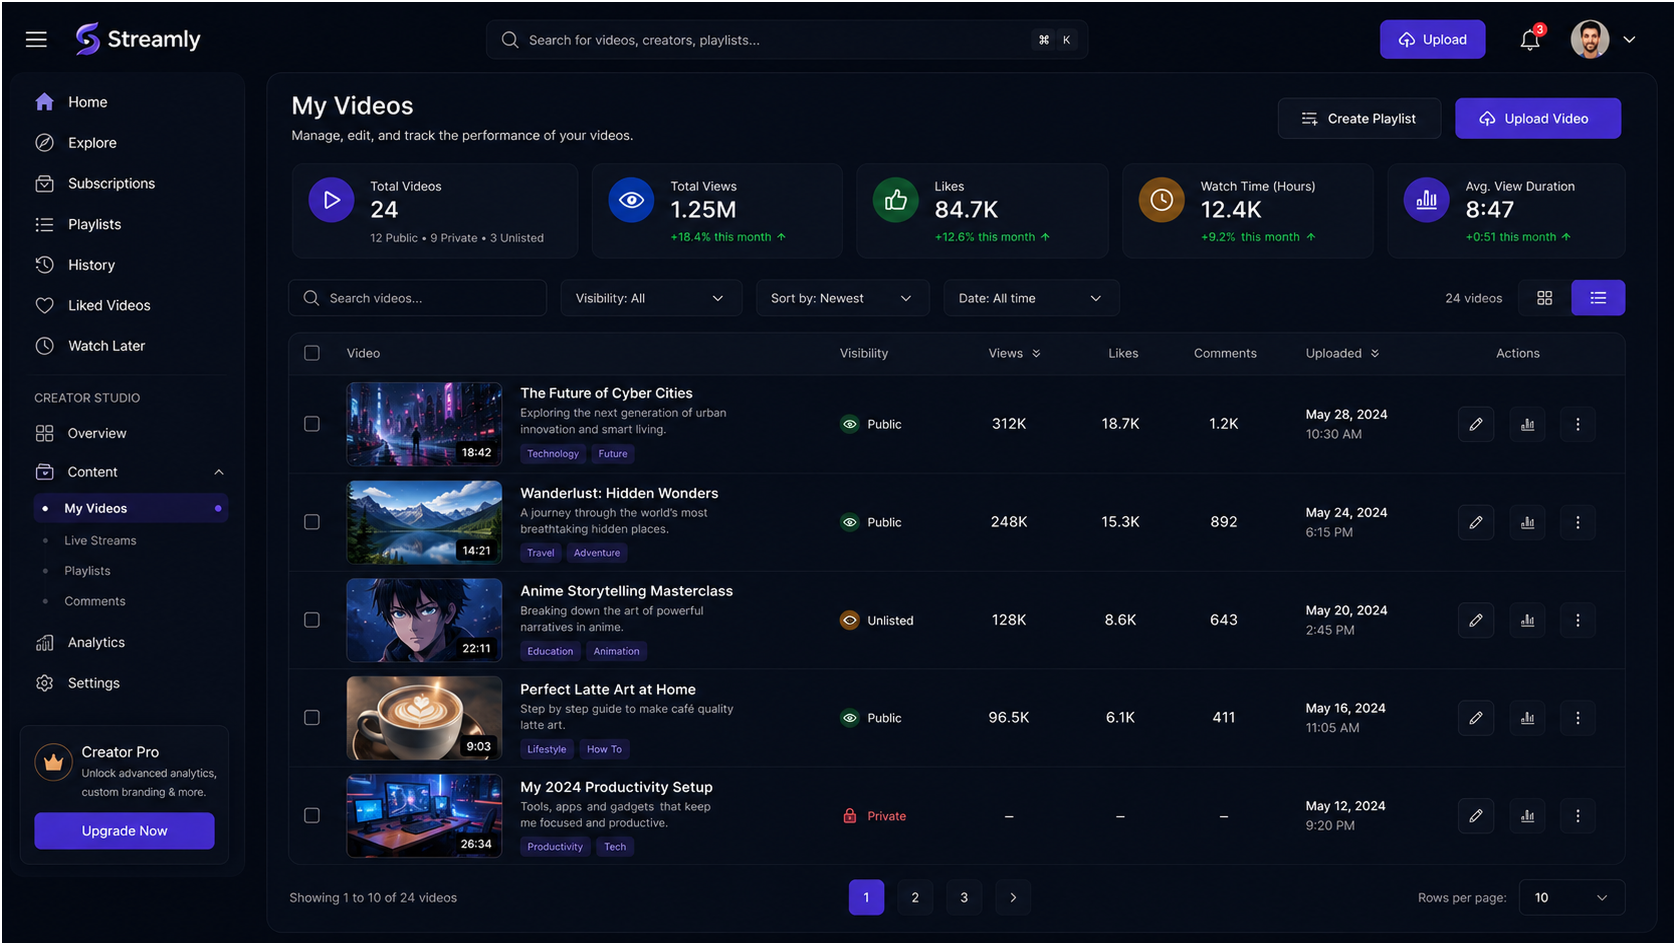 Streamly
Search for videos, creators, playlists...
⌘ K
Upload
3
Home
Explore
Subscriptions
Playlists
History
Liked Videos
Watch Later
CREATOR STUDIO
Overview
Content
My Videos
Live Streams
Playlists
Comments
Analytics
Settings
Creator Pro
Unlock advanced analytics,
custom branding & more.
Upgrade Now
My Videos
Manage, edit, and track the performance of your videos.
Create Playlist
Upload Video
Total Videos
24
12 Public • 9 Private • 3 Unlisted
Total Views
1.25M
+18.4% this month ↑
Likes
84.7K
+12.6% this month ↑
Watch Time (Hours)
12.4K
+9.2% this month ↑
Avg. View Duration
8:47
+0:51 this month ↑
Search videos...
Visibility: All
Sort by: Newest
Date: All time
24 videos
Video Visibility Views Likes Comments Uploaded Actions
18:42
The Future of Cyber Cities
Exploring the next generation of urban
innovation and smart living.
Technology Future
Public 312K 18.7K 1.2K
May 28, 2024
10:30 AM
14:21
Wanderlust: Hidden Wonders
A journey through the world's most
breathtaking hidden places.
Travel Adventure
Public 248K 15.3K 892
May 24, 2024
6:15 PM
22:11
Anime Storytelling Masterclass
Breaking down the art of powerful
narratives in anime.
Education Animation
Unlisted 128K 8.6K 643
May 20, 2024
2:45 PM
9:03
Perfect Latte Art at Home
Step by step guide to make café quality
latte art.
Lifestyle How To
Public 96.5K 6.1K 411
May 16, 2024
11:05 AM
26:34
My 2024 Productivity Setup
Tools, apps and gadgets that keep
me focused and productive.
Productivity Tech
Private – – –
May 12, 2024
9:20 PM
Showing 1 to 10 of 24 videos
1 2 3
Rows per page: 10